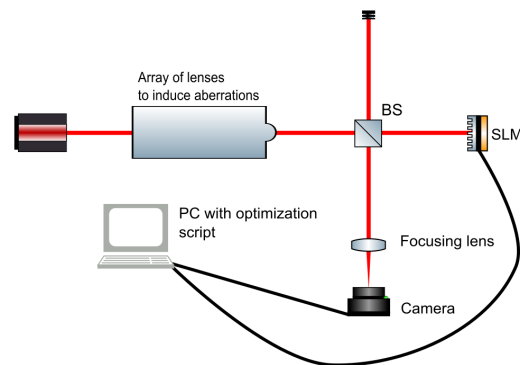 Array of lenses
to induce aberrations
BS
SLM
PC with optimization
script
Focusing lens
Camera